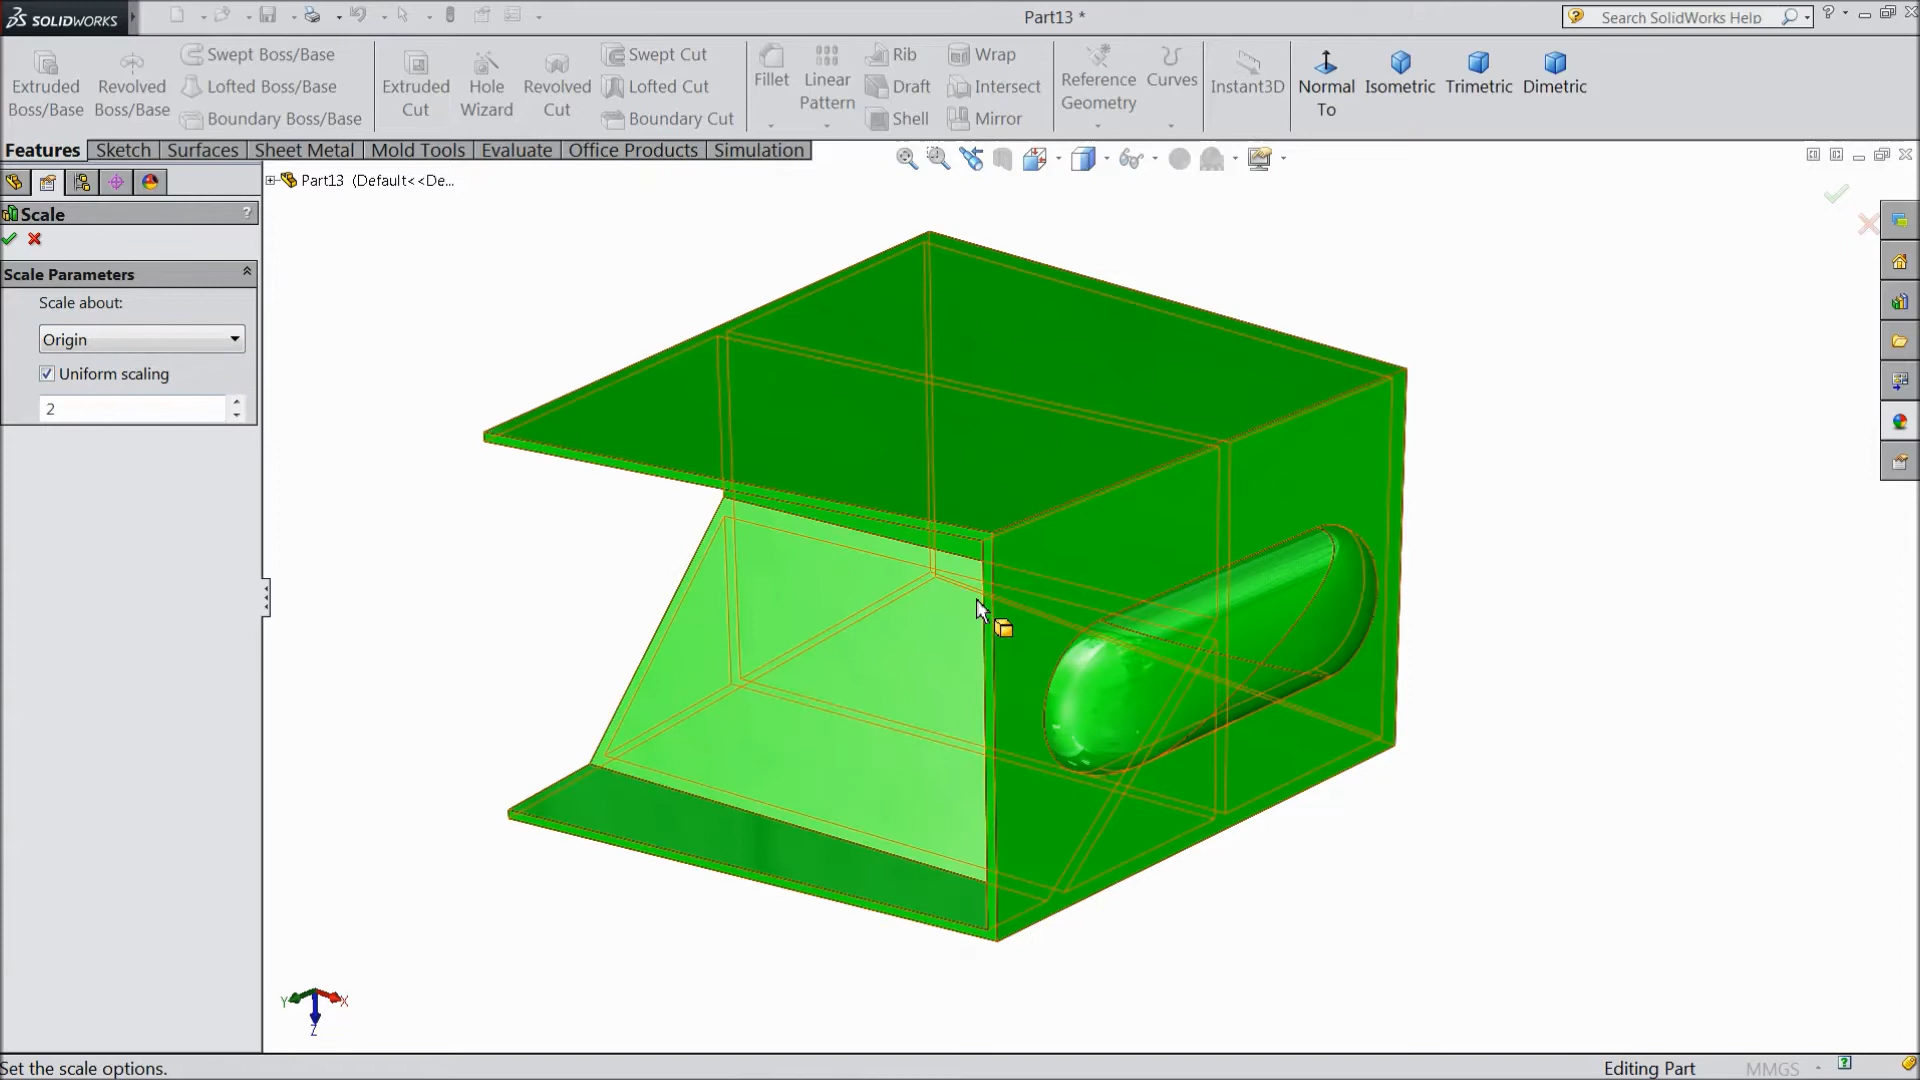 SOLIDWORKS
Part13 *
Search SolidWorks Help
Extruded Boss/Base
Revolved Boss/Base
Swept Boss/Base
Lofted Boss/Base
Boundary Boss/Base
Extruded Cut
Hole Wizard
Revolved Cut
Swept Cut
Lofted Cut
Boundary Cut
Fillet
Linear Pattern
Rib
Draft
Shell
Wrap
Intersect
Mirror
Reference Geometry
Curves
Instant3D
Normal To
Isometric
Trimetric
Dimetric
Features Sketch Surfaces Sheet Metal Mold Tools Evaluate Office Products Simulation
Part13 (Default<<De...
Scale ?
Scale Parameters
Scale about:
Origin
Uniform scaling
2
Y X
Z
Set the scale options.
Editing Part MMGS